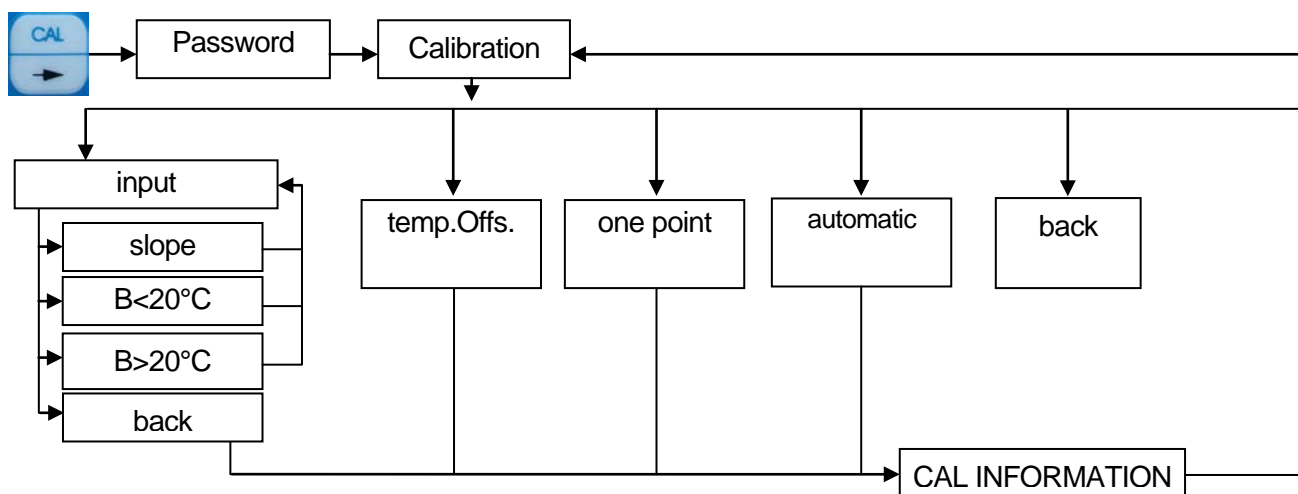 CAL
Password
Calibration
input
slope
B<20°C
B>20°C
back
temp.Offs.
one point
automatic
back
CAL INFORMATION